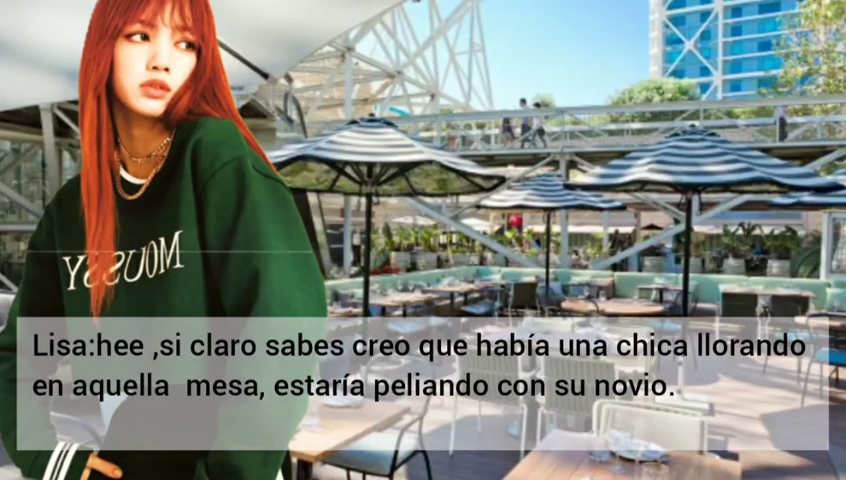 MOUSSY
Lisa:hee ,si claro sabes creo que había una chica llorando
en aquella mesa, estaría peliando con su novio.